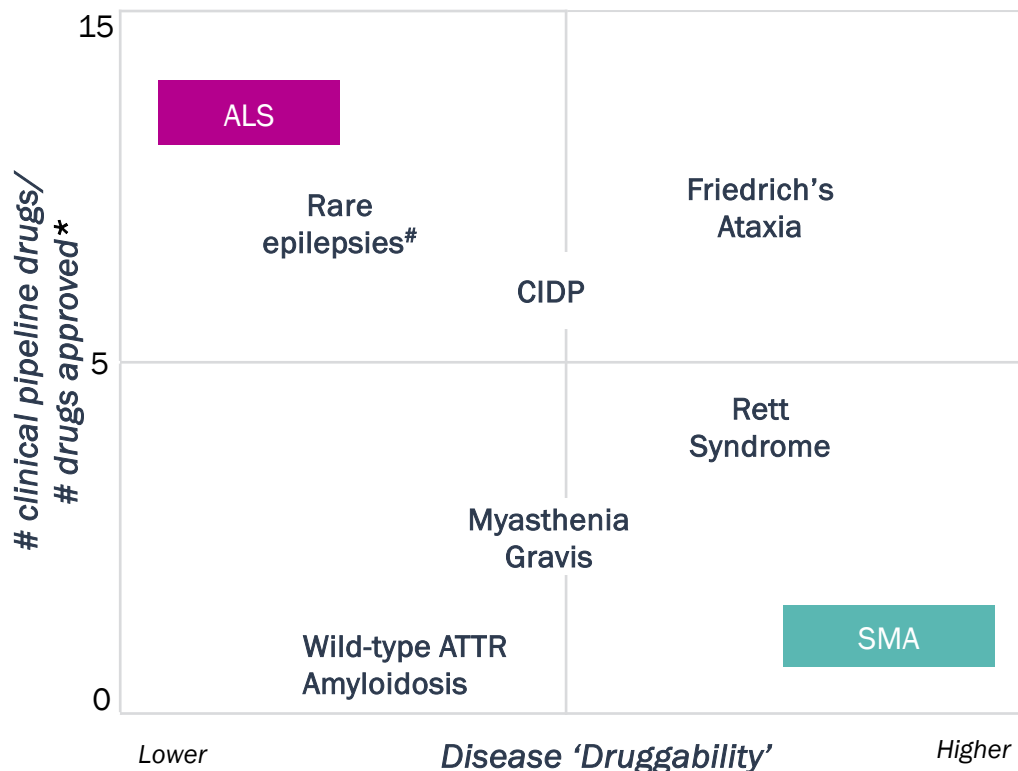 15
ALS
Rare
epilepsies#
Friedrich’s
Ataxia
CIDP
# clinical pipeline drugs/
# drugs approved*
5
Rett
Syndrome
Myasthenia
Gravis
SMA
Wild-type ATTR
Amyloidosis
0
Lower
Disease ‘Druggability’
Higher